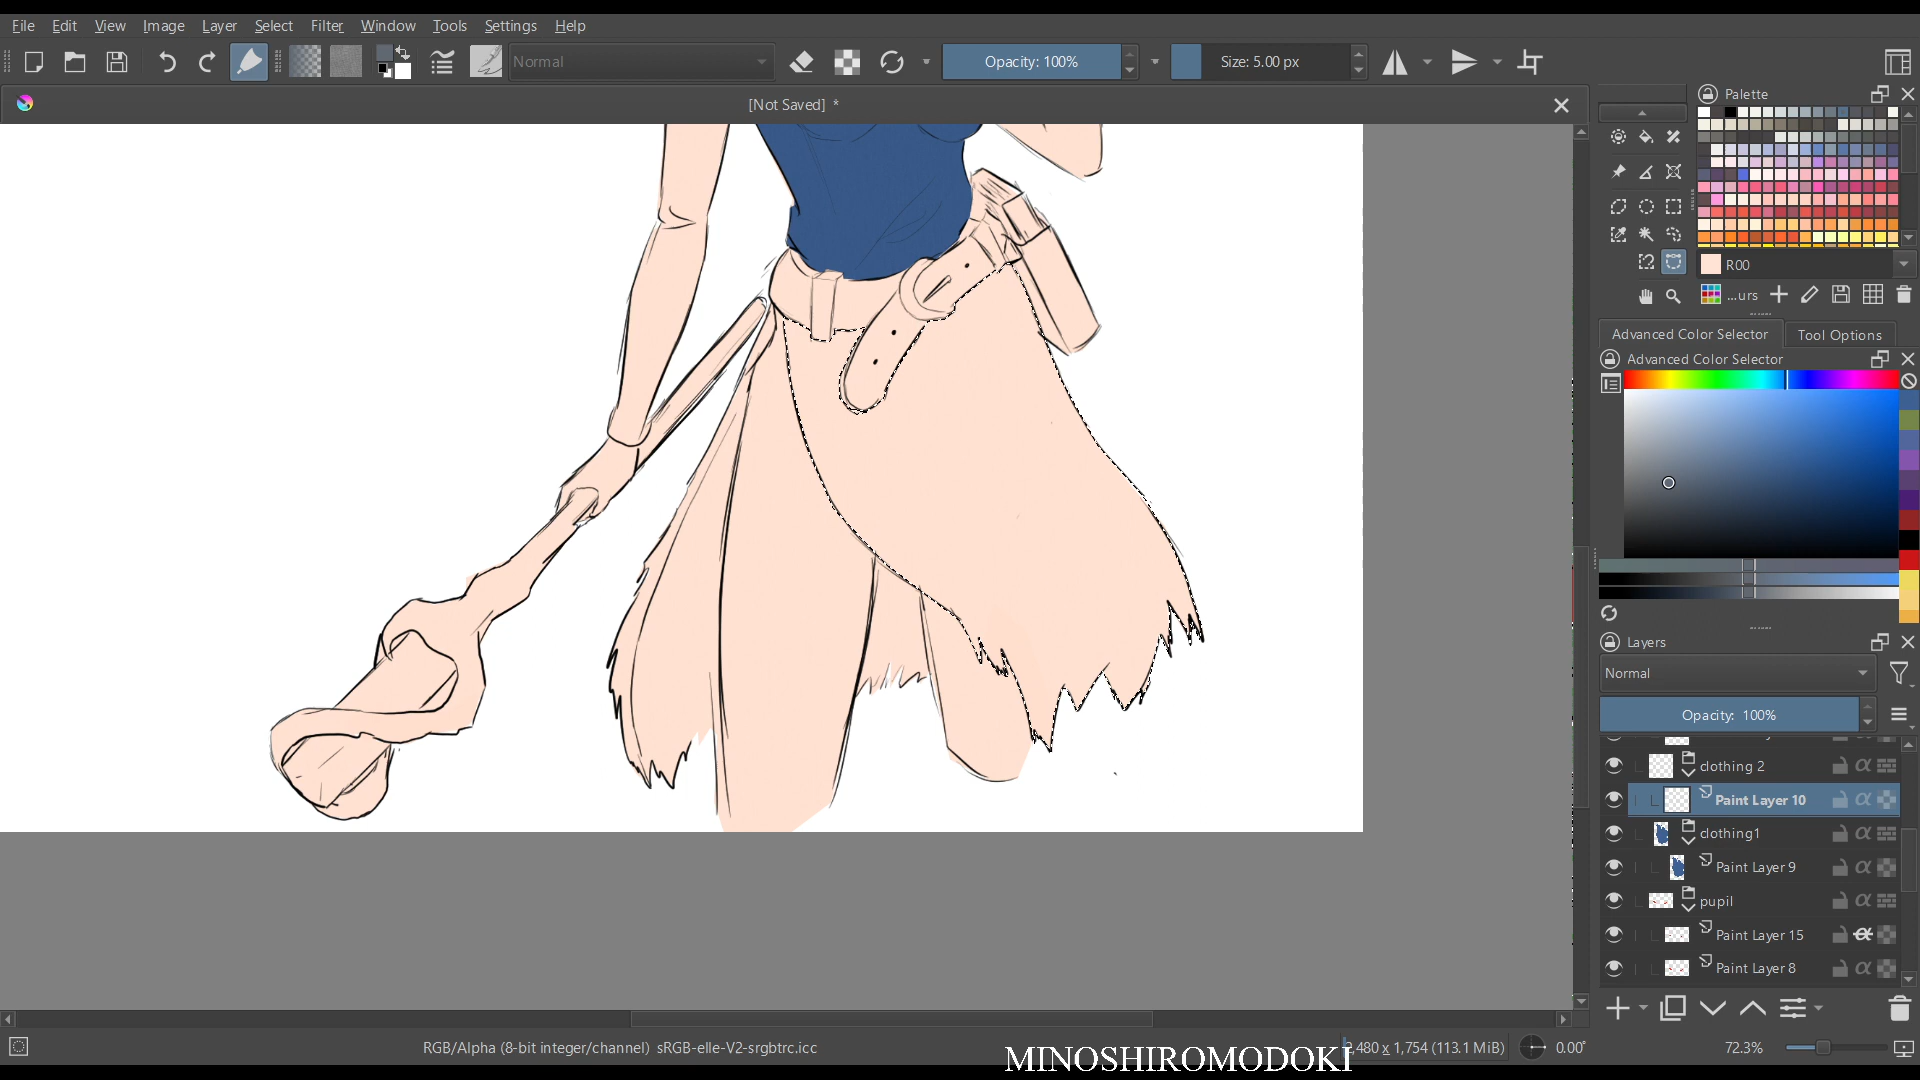 File Edit View Image Layer Select Filter Window Tools Settings Help
Normal Opacity: 100% Size: 5.00 px
[Not Saved] *
Palette
R00
...urs
Advanced Color Selector Tool Options
Advanced Color Selector
Layers
Normal
Opacity: 100%
clothing 2
Paint Layer 10
clothing1
Paint Layer 9
pupil
Paint Layer 15
Paint Layer 8
RGB/Alpha (8-bit integer/channel) sRGB-elle-V2-srgbtrc.icc
,480 x 1,754 (113.1 MiB) 0.00° 72.3%
MINOSHIROMODOKI